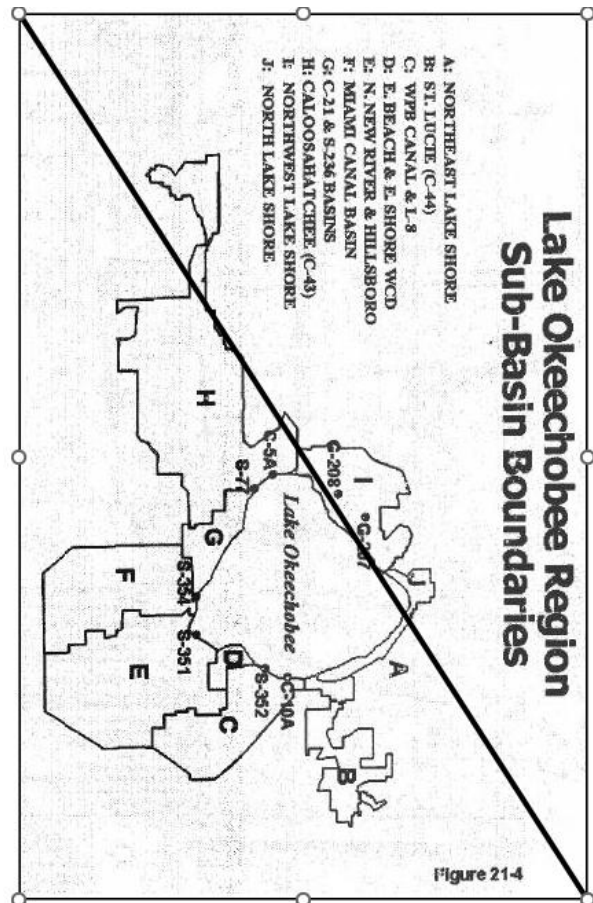 Lake Okeechobee Region
Sub-Basin Boundaries
A: NORTHEAST LAKE SHORE
B: ST. LUCIE, (C-44)
C: WPB CANAL & L-8
D: E. BEACH & E. SHORE WCD
E: N. NEW RIVER & HILLSBORO
F: MIAMI CANAL BASIN
G: C-21 & S-236 BASINS
H: CALOOSAHATCHEE, (C-43)
I: NORTHWEST LAKE SHORE
J: NORTH LAKE SHORE
I
G-208
A
C-5A
Lake Okeechobee
C-10A
B
H
S-77
S-352
G
D
C
S-354
S-351
F
E
Figure 21-4